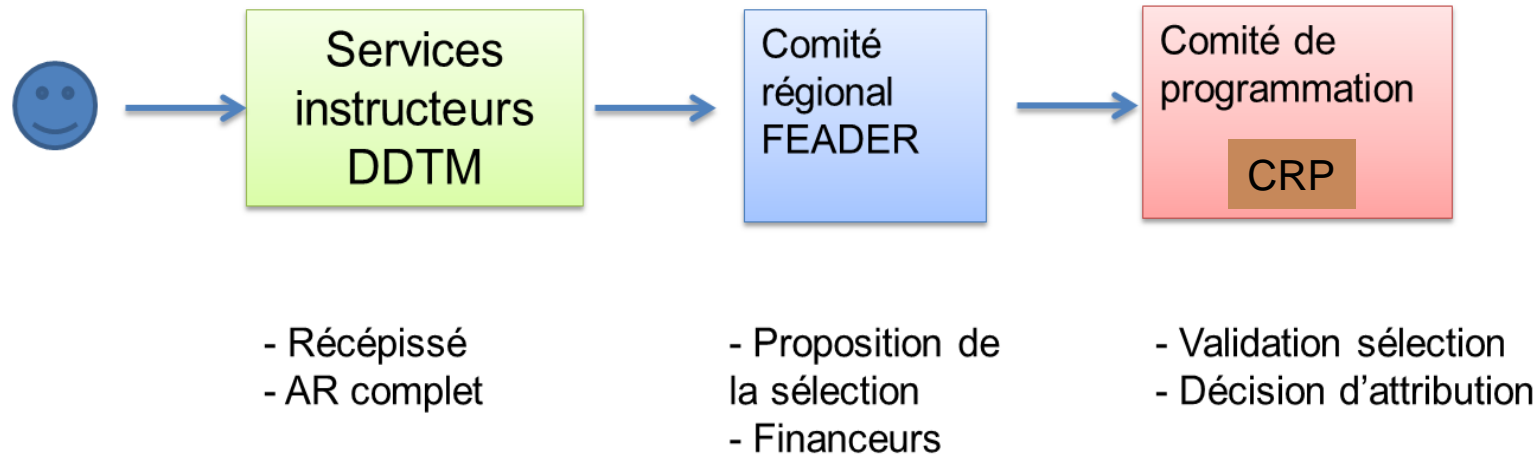 Services
instructeurs
DDTM
Comité
régional
FEADER
Comité de
programmation
CRP
- Récépissé
- AR complet
- Proposition de
la sélection
- Financeurs
- Validation sélection
- Décision d'attribution